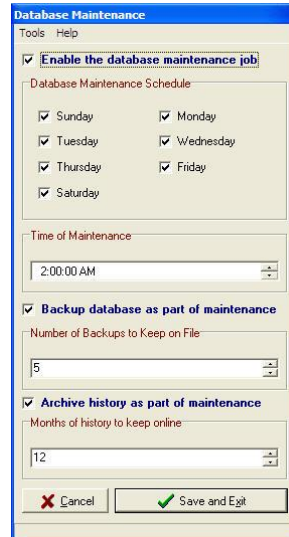 Database Maintenance
Tools Help
Enable the database maintenance job
Database Maintenance Schedule
Sunday Monday
Tuesday Wednesday
Thursday Friday
Saturday
Time of Maintenance
2:00:00 AM
Backup database as part of maintenance
Number of Backups to Keep on File
5
Archive history as part of maintenance
Months of history to keep online
12
Cancel Save and Exit